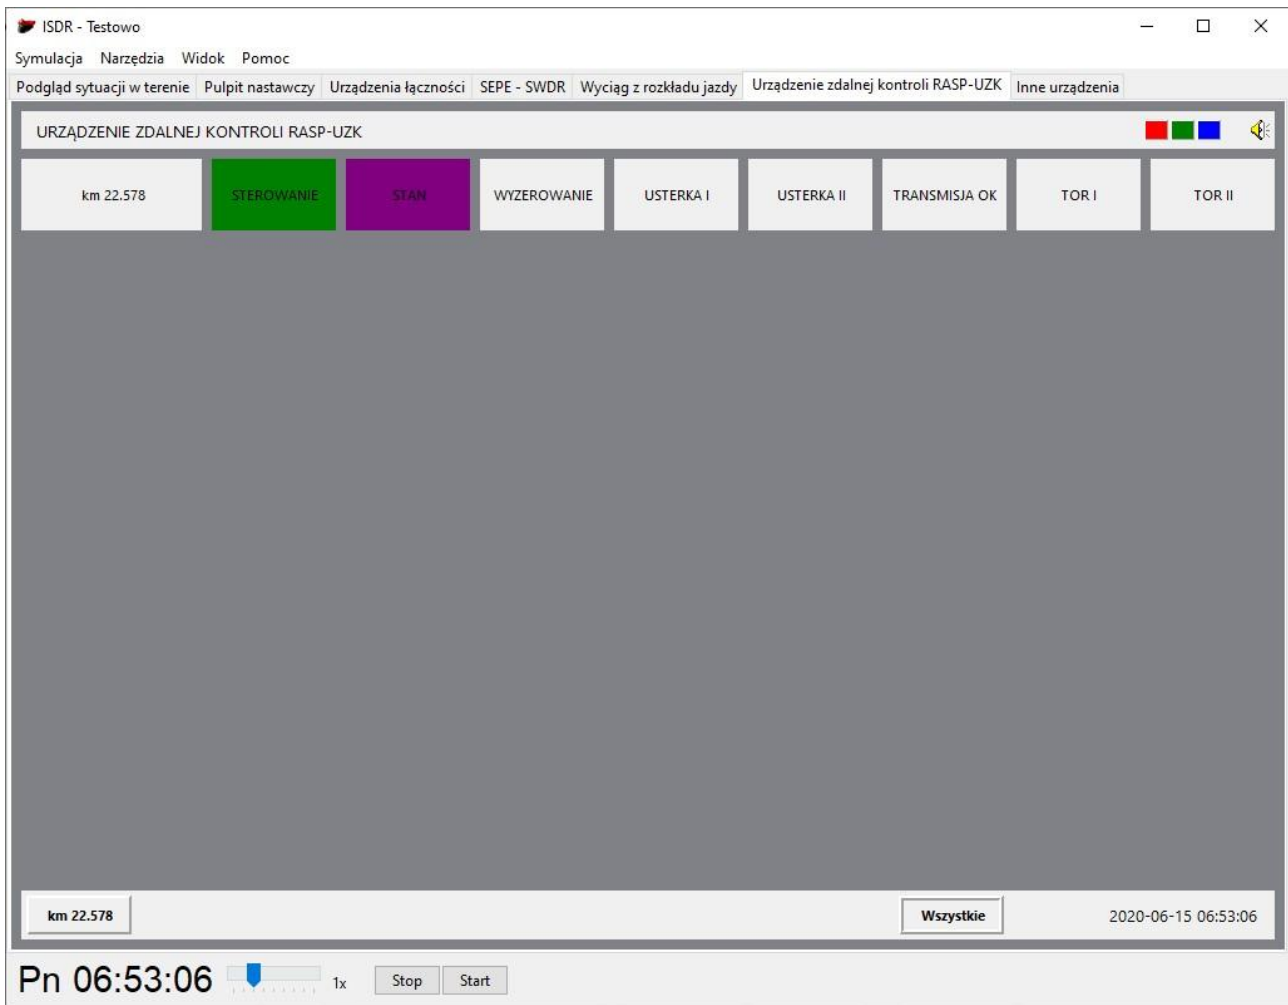 ISDR - Testowo
Symulacja Narzędzia Widok Pomoc
Podgląd sytuacji w terenie Pulpit nastawczy Urządzenia łączności SEPE - SWDR Wyciąg z rozkładu jazdy Urządzenie zdalnej kontroli RASP-UZK Inne urządzenia
URZĄDZENIE ZDALNEJ KONTROLI RASP-UZK
km 22.578 STEROWANIE STAN WYZEROWANIE USTERKA I USTERKA II TRANSMISJA OK TOR I TOR II
km 22.578 Wszystkie 2020-06-15 06:53:06
Pn 06:53:06 1x Stop Start